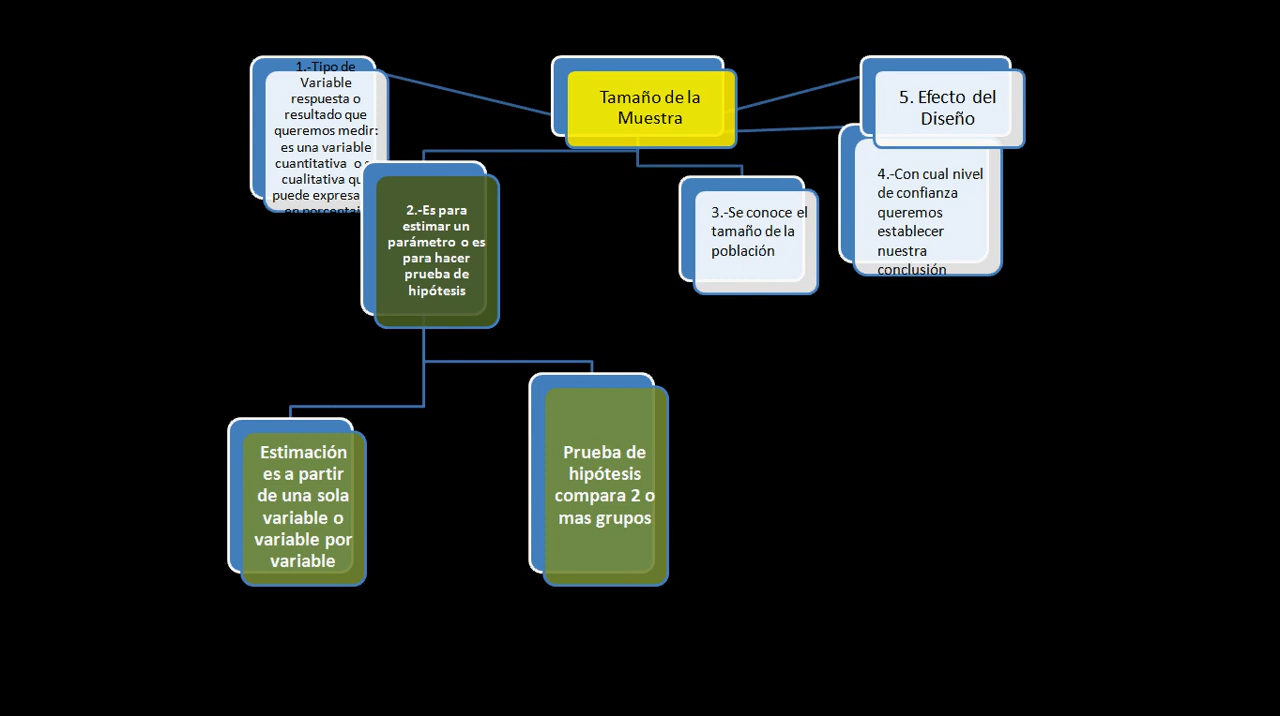 1.-Tipo de
Variable
respuesta o
resultado que
queremos medir:
es una variable
cuantitativa o
cualitativa
puede expresa
en
Tamaño de la
Muestra
5. Efecto del
Diseño
2.-Es para
estimar un
parámetro o es
para hacer
prueba de
hipótesis
3.-Se conoce el
tamaño de la
población
4.-Con cual nivel
de confianza
queremos
establecer
nuestra
conclusión
Estimación
es a partir
de una sola
variable o
variable por
variable
Prueba de
hipótesis
compara 2 o
mas grupos